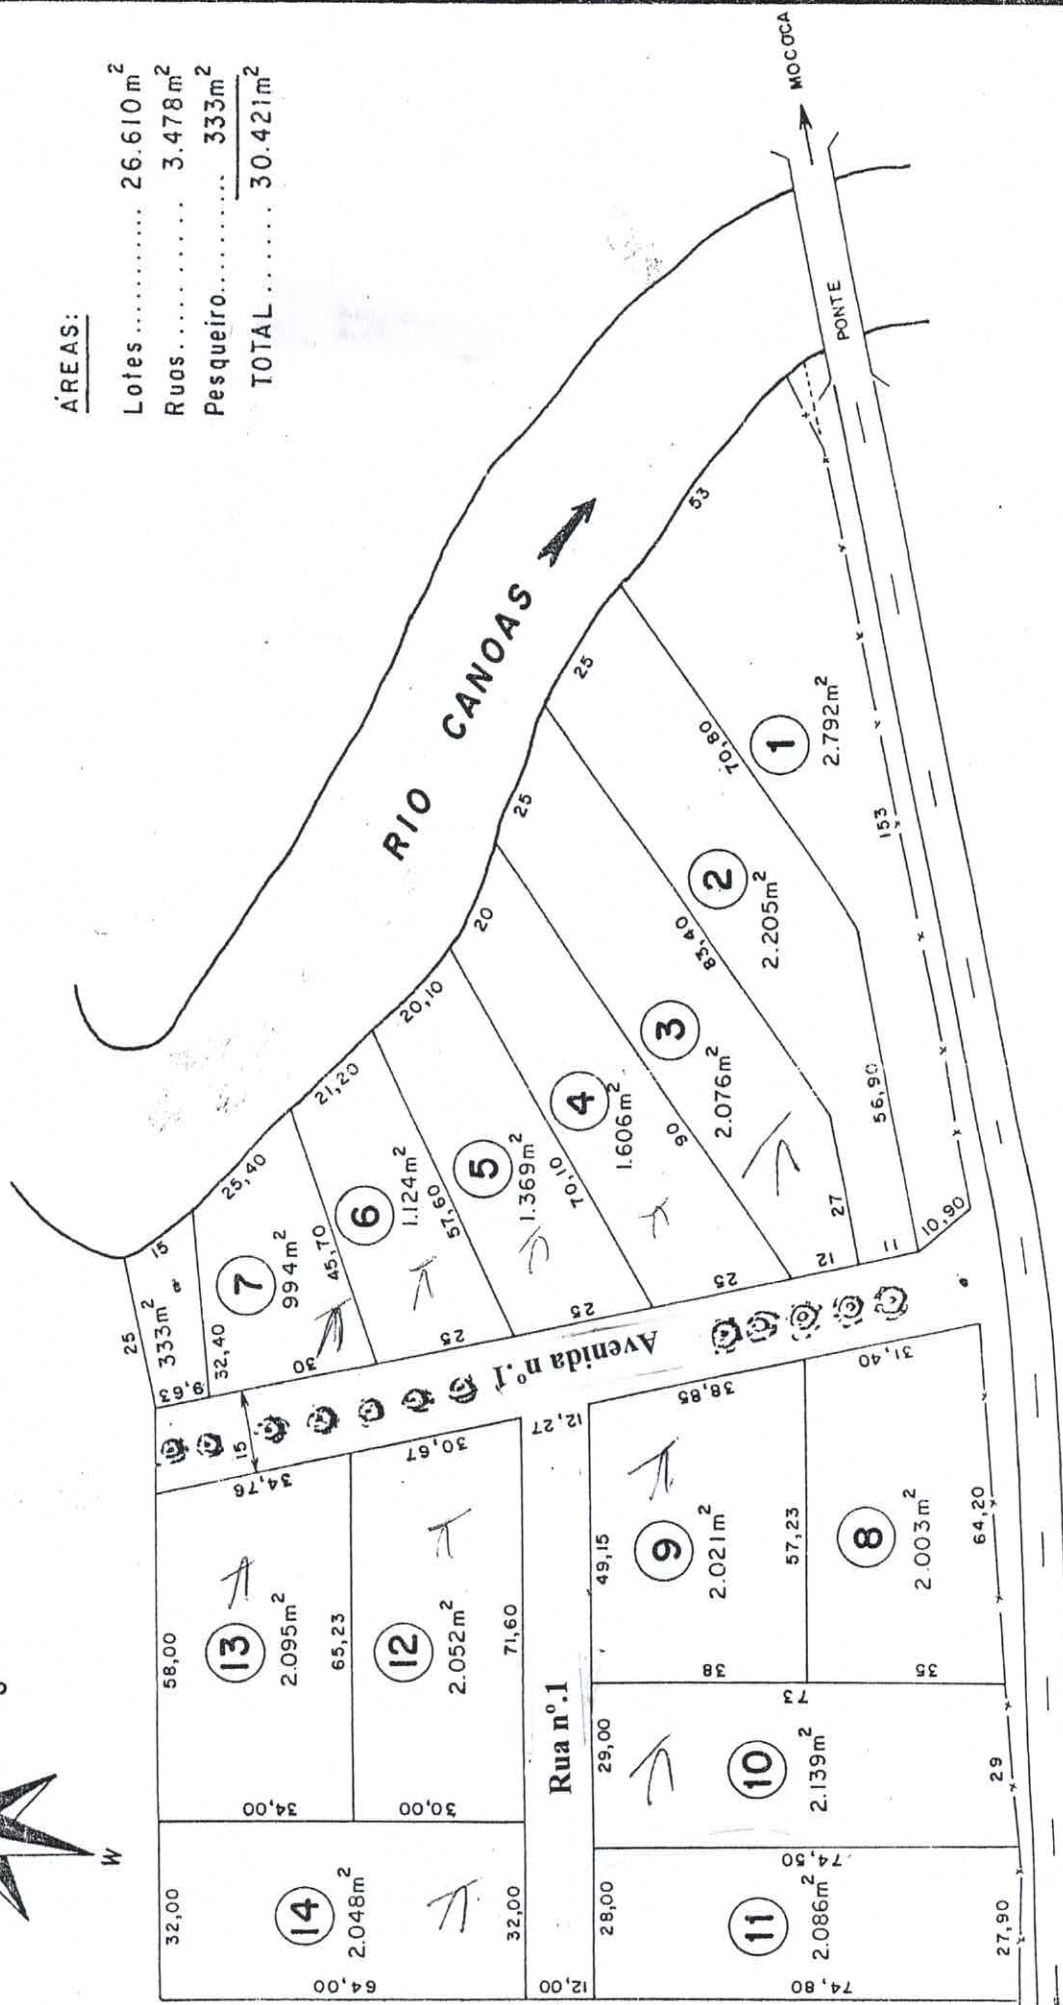 ÁREAS:
Lotes........... 26.610m²
Ruas........... 3.478m²
Pesqueiro......... 333m²
TOTAL...... 30.421m²
MOCOCA
PONTE
RIO CANOAS
53
25
25
20
20,10
21,20
25,40
15
25
333m²
9,63
1
2.792m²
70,80
153
56,90
11
10,90
2
2.205m²
83,40
27
12
3
2.076m²
90
25
4
1.606m²
70,10
25
5
1.369m²
57,60
25
6
1.124m²
45,70
30
7
994m²
32,40
Avenida nº.1
15
34,76
30,67
12,27
38,85
31,40
58,00
13
2.095m²
65,23
34,00
12
2.052m²
71,60
30,00
32,00
14
2.048m²
32,00
64,00
Rua nº.1
12,00
49,15
9
2.021m²
57,23
38
8
2.003m²
64,20
35
73
29,00
10
2.139m²
29
74,50
28,00
11
2.086m²
27,90
74,80
W